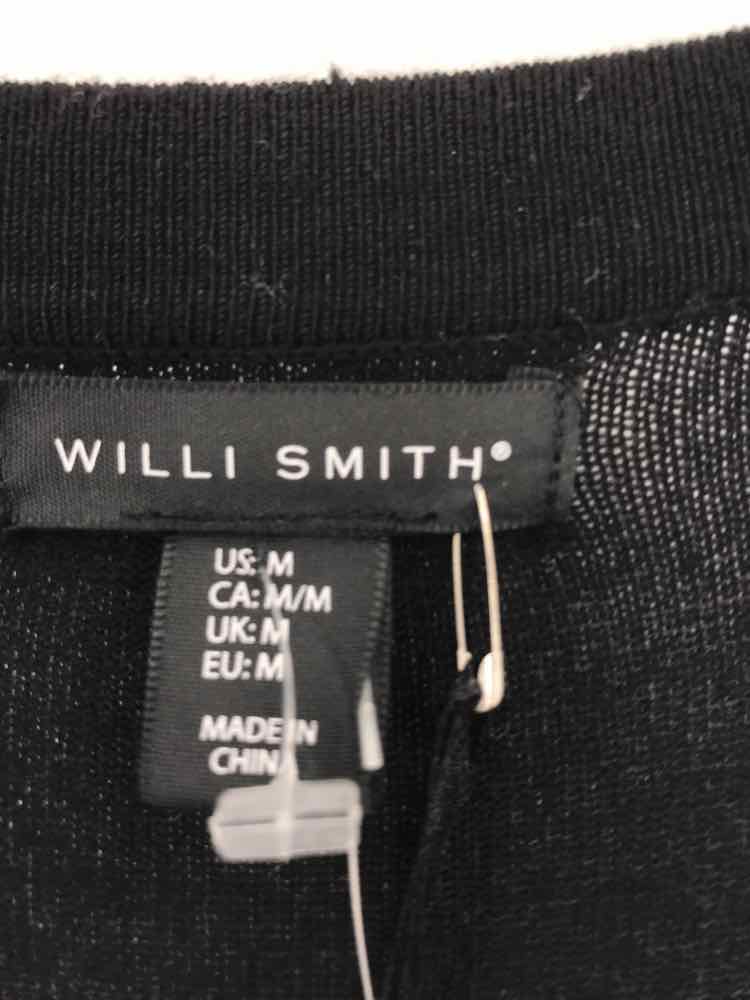 WILLI SMITH®
US: M
CA: M/M
UK: M
EU: M
MADE IN
CHINA